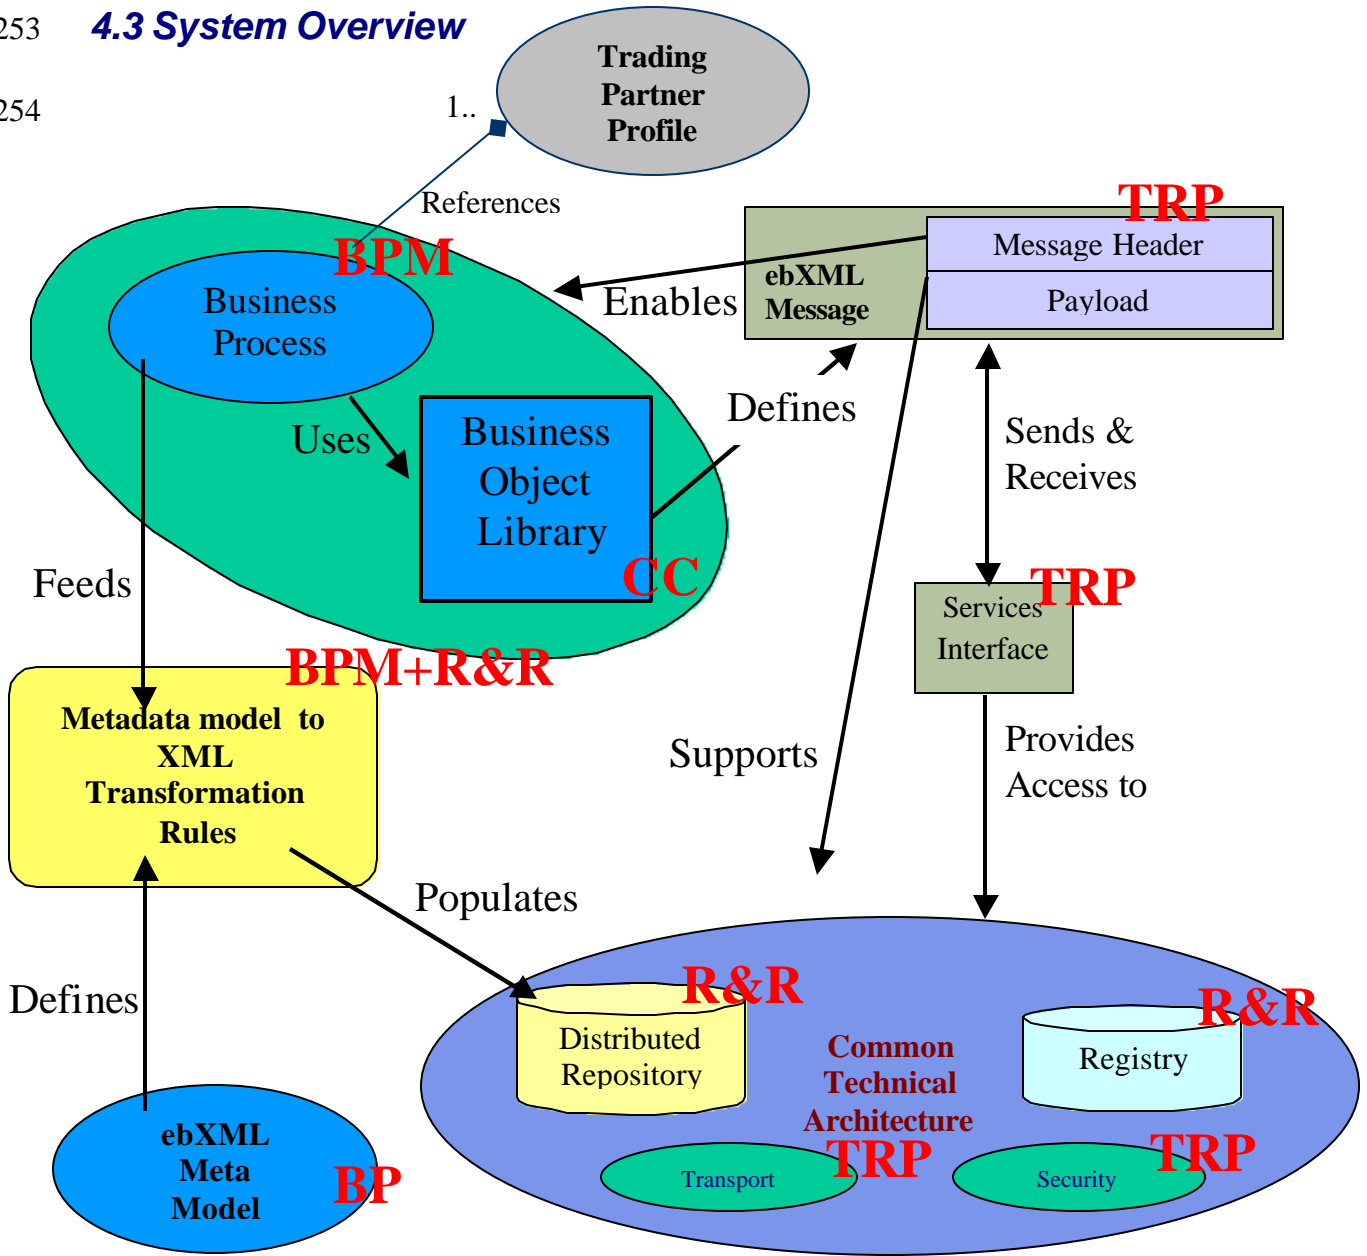 253 4.3 System Overview
Trading
Partner
Profile
254
1..
References
TRP
Message Header
BPM
ebXML
Message
Enables
Payload
Business
Process
Defines
Uses
Business
Object
Library
Sends &
Receives
CC
TRP
Feeds
Services
Interface
BPM+R&R
Metadata model to
XML
Transformation
Rules
Supports
Provides
Access to
Populates
R&R
R&R
Defines
Distributed
Repository
Common
Technical
Architecture
Registry
ebXML
Meta
Model
BP
TRP
TRP
Transport
Security